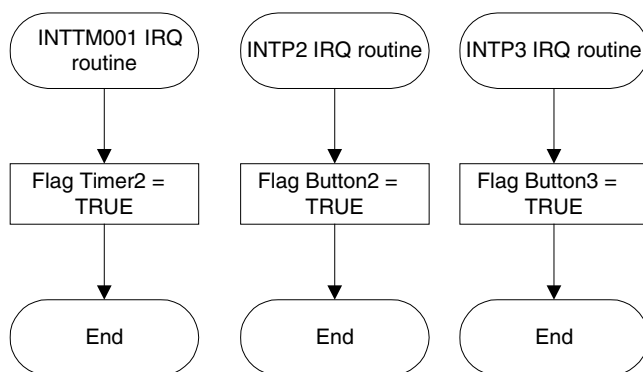 INTTM001 IRQ
routine
INTP2 IRQ routine
INTP3 IRQ routine
Flag Timer2 =
TRUE
Flag Button2 =
TRUE
Flag Button3 =
TRUE
End
End
End